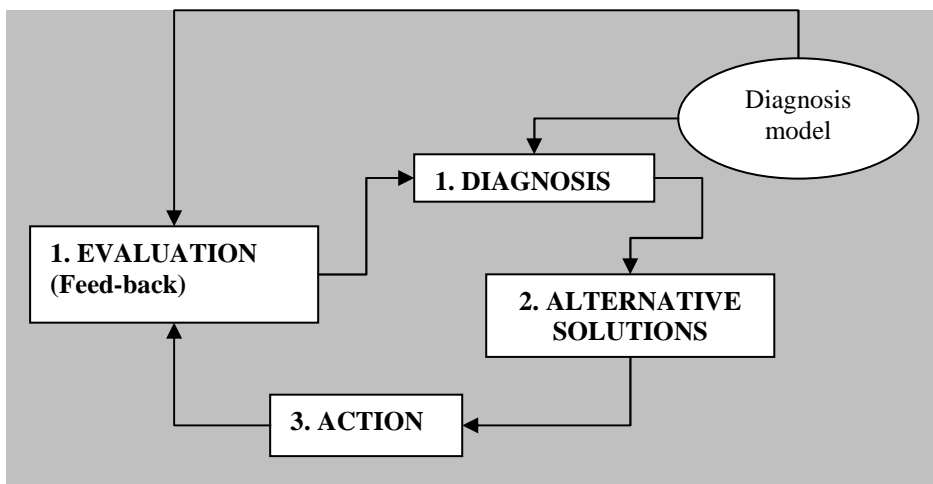 Diagnosis
model
1. DIAGNOSIS
1. EVALUATION
(Feed-back)
2. ALTERNATIVE
SOLUTIONS
3. ACTION